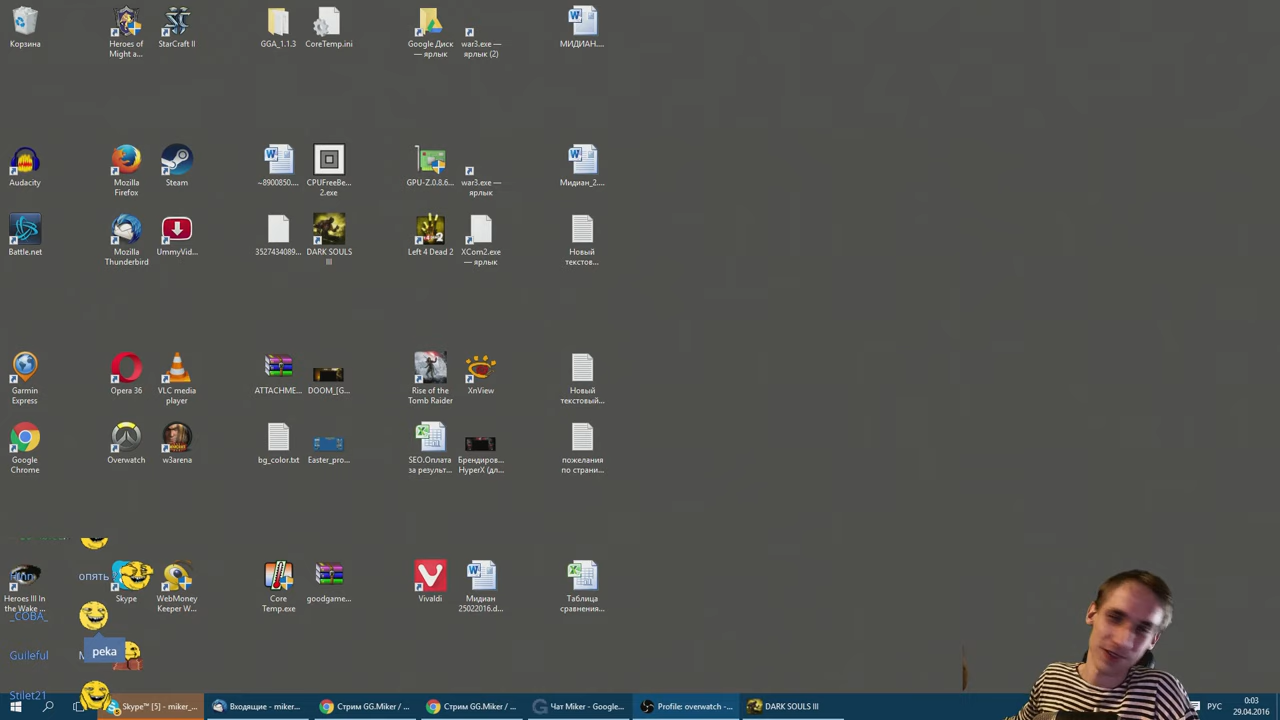 Корзина
Heroes of
Might a...
StarCraft II
GGA_1.1.3
CoreTemp.ini
Google Диск
— ярлык
war3.exe —
ярлык (2)
МИДИАН....
Audacity
Mozilla
Firefox
Steam
~8900850....
CPUFreeBe...
2.exe
GPU-Z.0.8.6...
war3.exe —
ярлык
Мидиан_2....
Battle.net
Mozilla
Thunderbird
UmmyVid...
3527434089...
DARK SOULS
III
Left 4 Dead 2
XCom2.exe
— ярлык
Новый
текстов...
Garmin
Express
Opera 36
VLC media
player
ATTACHME...
DOOM_[G...
Rise of the
Tomb Raider
XnView
Новый
текстовый...
Google
Chrome
Overwatch
w3arena
bg_color.txt
Easter_pro...
SEO.Оплата
за результ...
Брендиров...
HyperX (дл...
пожелания
по страни...
опять
Heroes III In
the Wake ...
Skype
WebMoney
Keeper W...
Core
Temp.exe
goodgame...
Vivaldi
Мидиан
25022016.d...
Таблица
сравнения...
_COBA_
peka
Guileful
Stilet21
Skype™ [5] - miker_...
Входящие - miker...
Стрим GG.Miker / ...
Стрим GG.Miker / ...
Чат Miker - Google...
Profile: overwatch -...
DARK SOULS III
РУС
0:03
29.04.2016